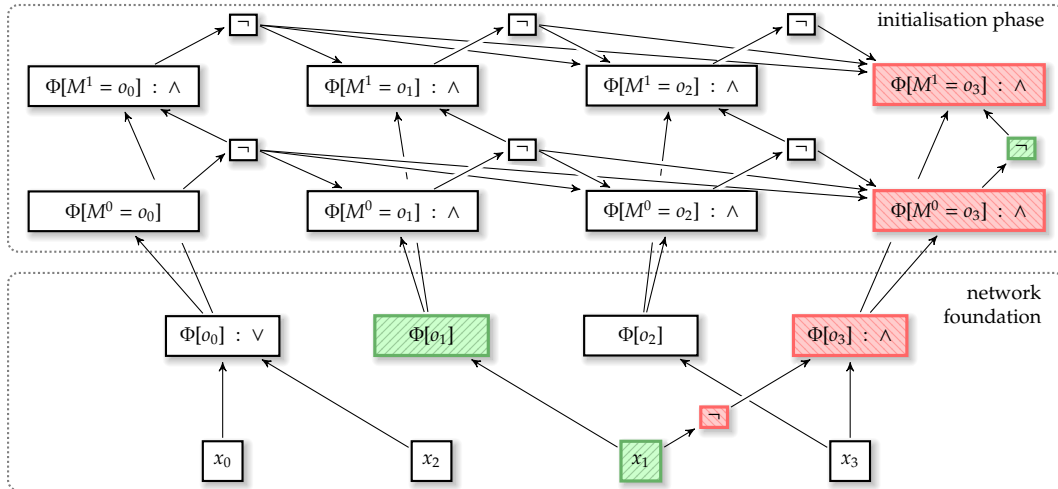 ¬ ¬ ¬ initialisation phase
Φ[M¹ = o₀] : ∧ Φ[M¹ = o₁] : ∧ Φ[M¹ = o₂] : ∧ Φ[M¹ = o₃] : ∧
¬ ¬ ¬ ¬
Φ[M⁰ = o₀] Φ[M⁰ = o₁] : ∧ Φ[M⁰ = o₂] : ∧ Φ[M⁰ = o₃] : ∧
network
foundation
Φ[o₀] : ∨ Φ[o₁] Φ[o₂] Φ[o₃] : ∧
¬
x₀ x₂ x₁ x₃